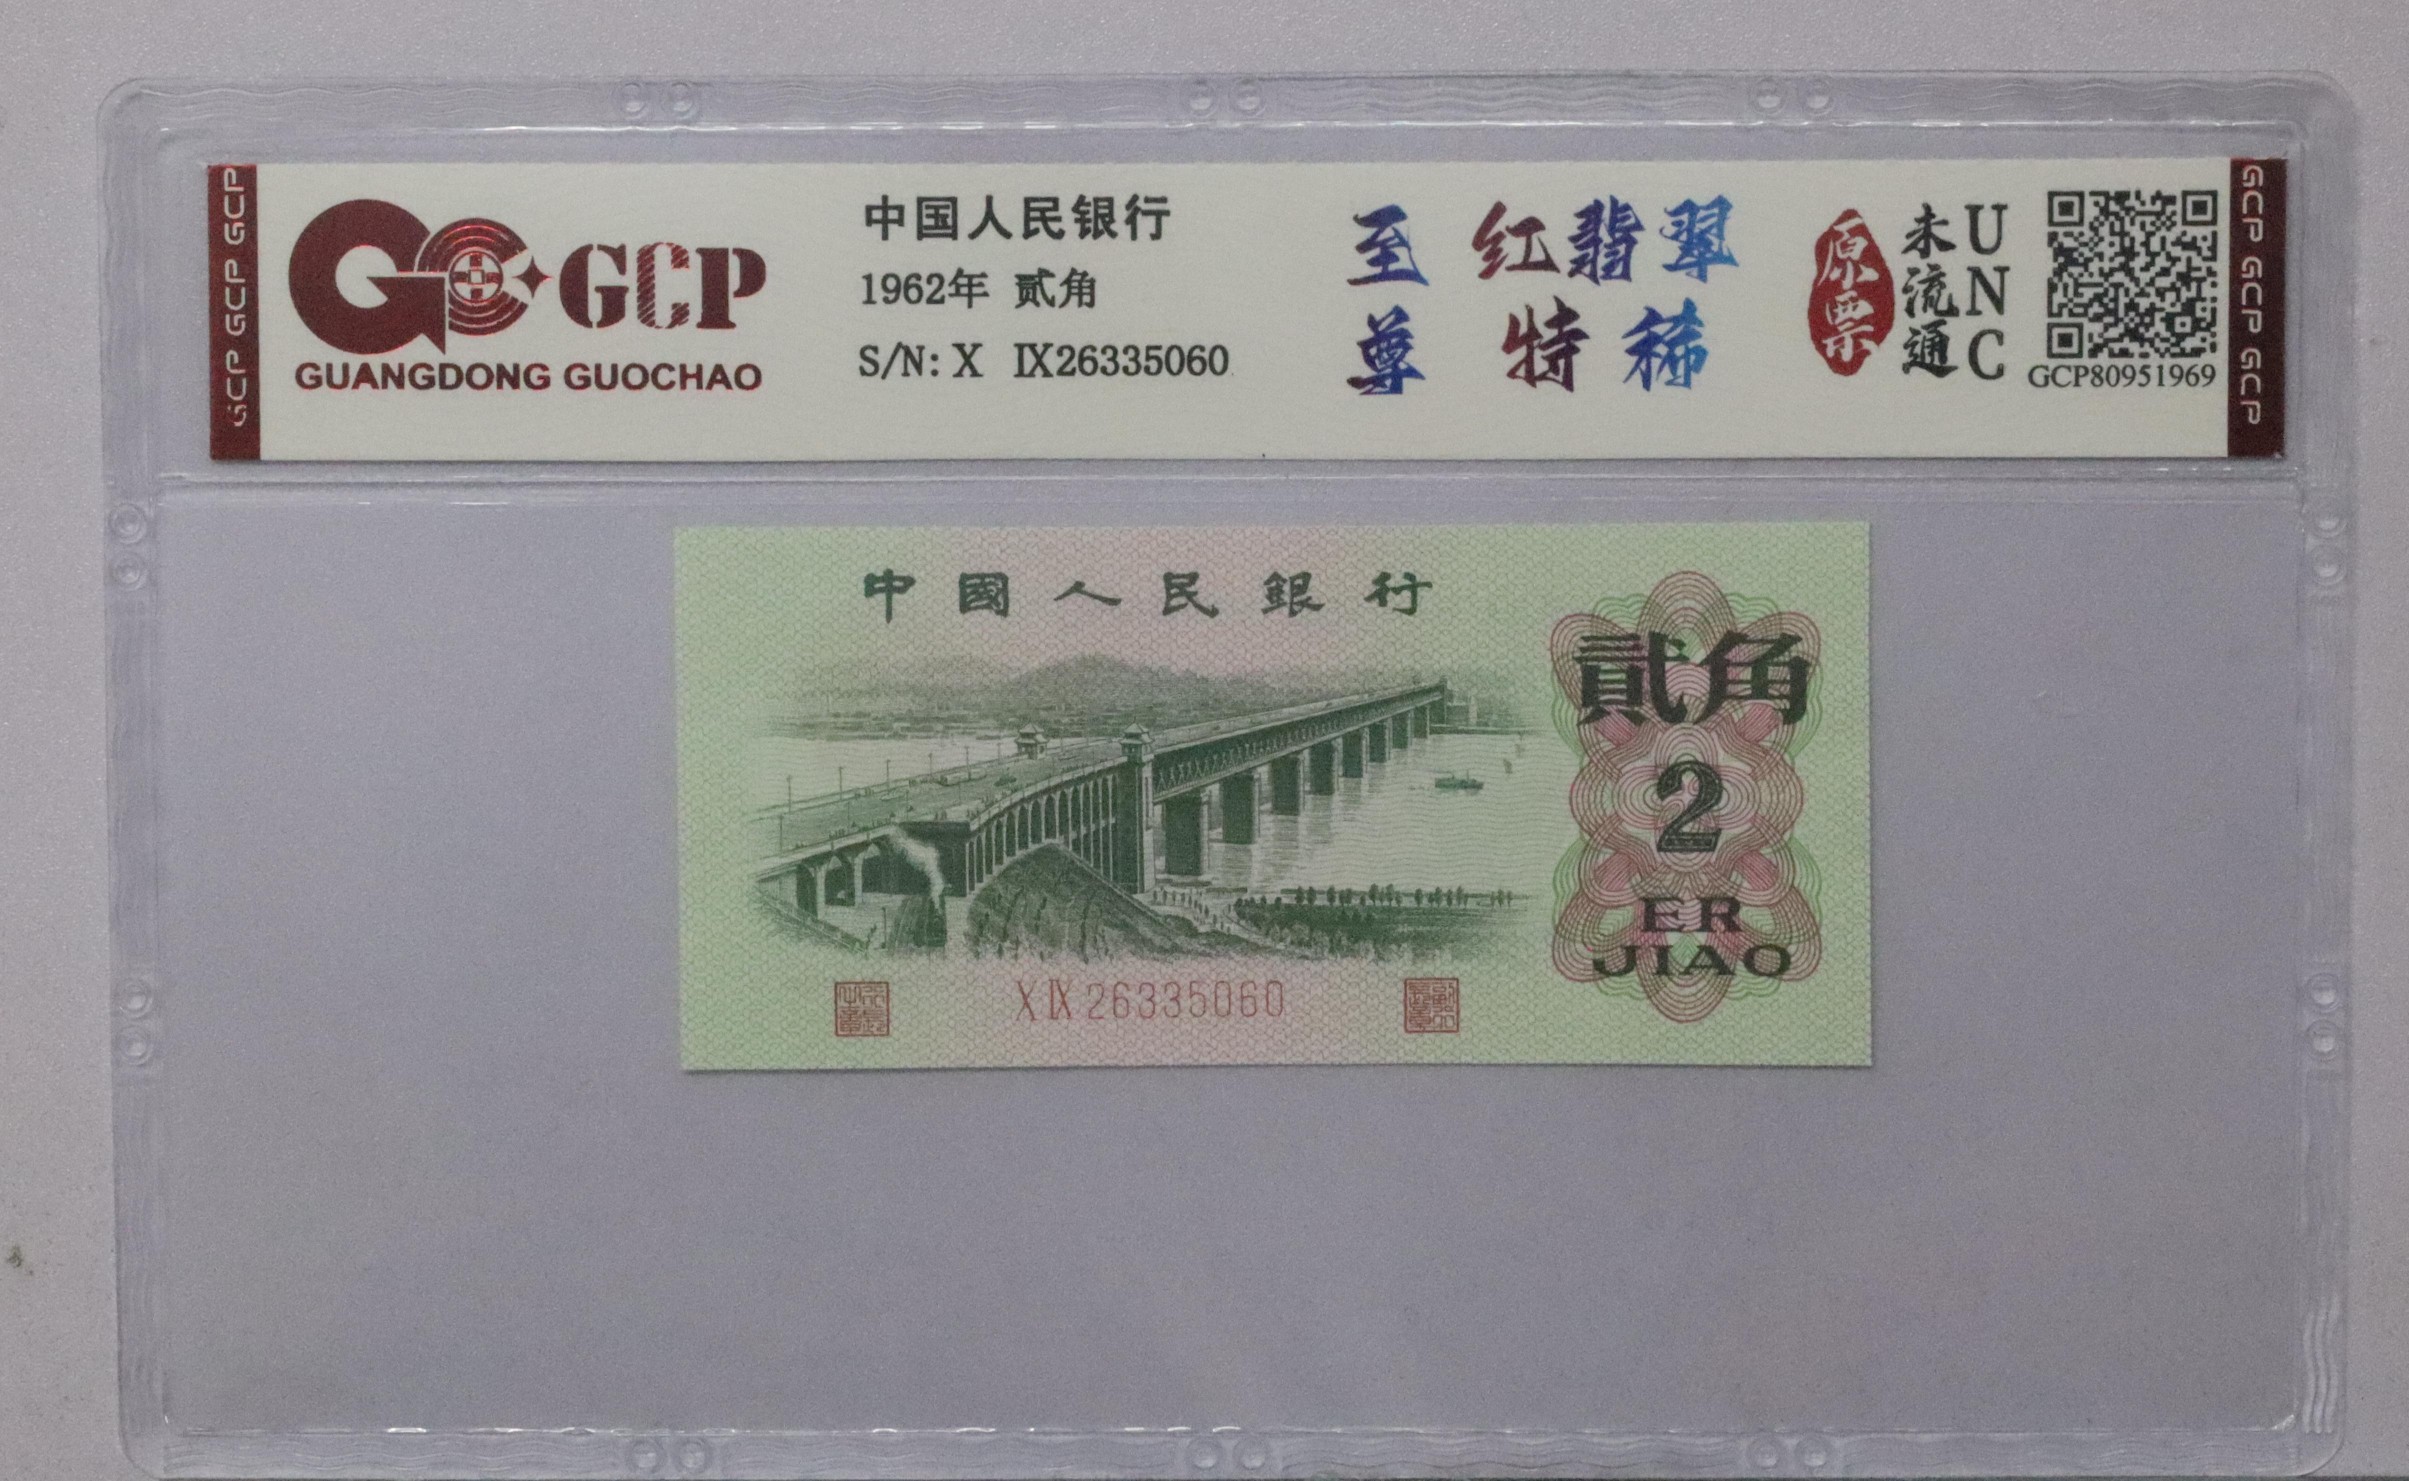 GCP GCP GCP
GCP
GUANGDONG GUOCHAO
中国人民银行
1962年 贰角
S/N: X Ⅸ26335060
至尊
红翡翠
特稀
原票
未流通
UNC
GCP80951969
GCP GCP GCP
中國人民銀行
貳角
2
ER
JIAO
X Ⅸ 26335060